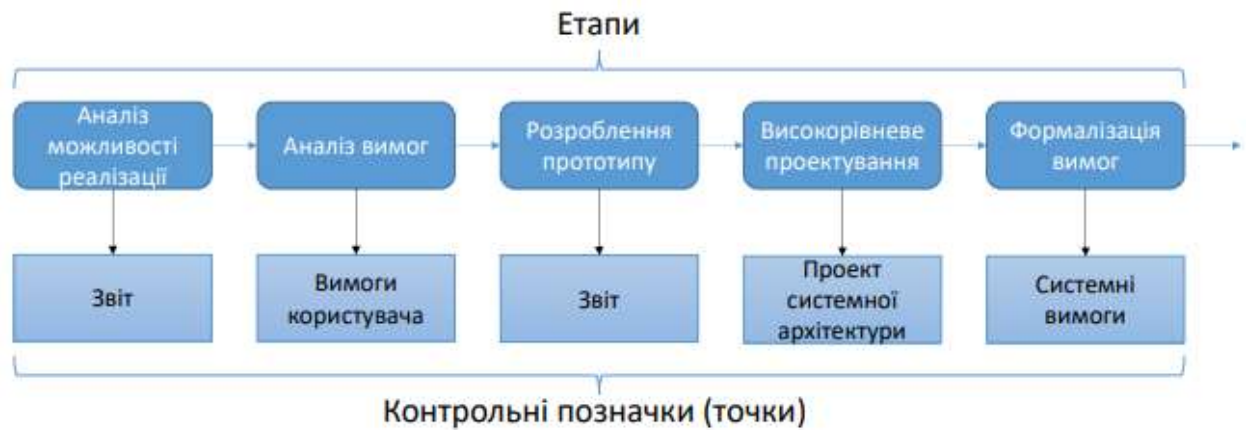 Етапи
Аналіз
можливості
реалізації
Аналіз вимог
Розроблення
прототипу
Високорівневе
проектування
Формалізація
вимог
Звіт
Вимоги
користувача
Звіт
Проект
системної
архітектури
Системні
вимоги
Контрольні позначки (точки)